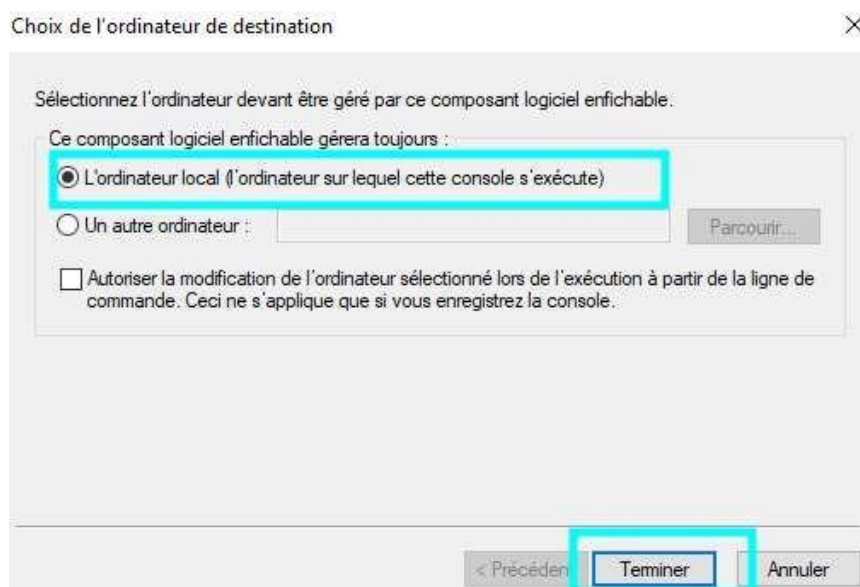 Choix de l'ordinateur de destination
Sélectionnez l'ordinateur devant être géré par ce composant logiciel enfichable.
Ce composant logiciel enfichable gérera toujours :
L'ordinateur local (l'ordinateur sur lequel cette console s'exécute)
Un autre ordinateur :
Parcourir...
Autoriser la modification de l'ordinateur sélectionné lors de l'exécution à partir de la ligne de
commande. Ceci ne s'applique que si vous enregistrez la console.
< Précéden Terminer Annuler